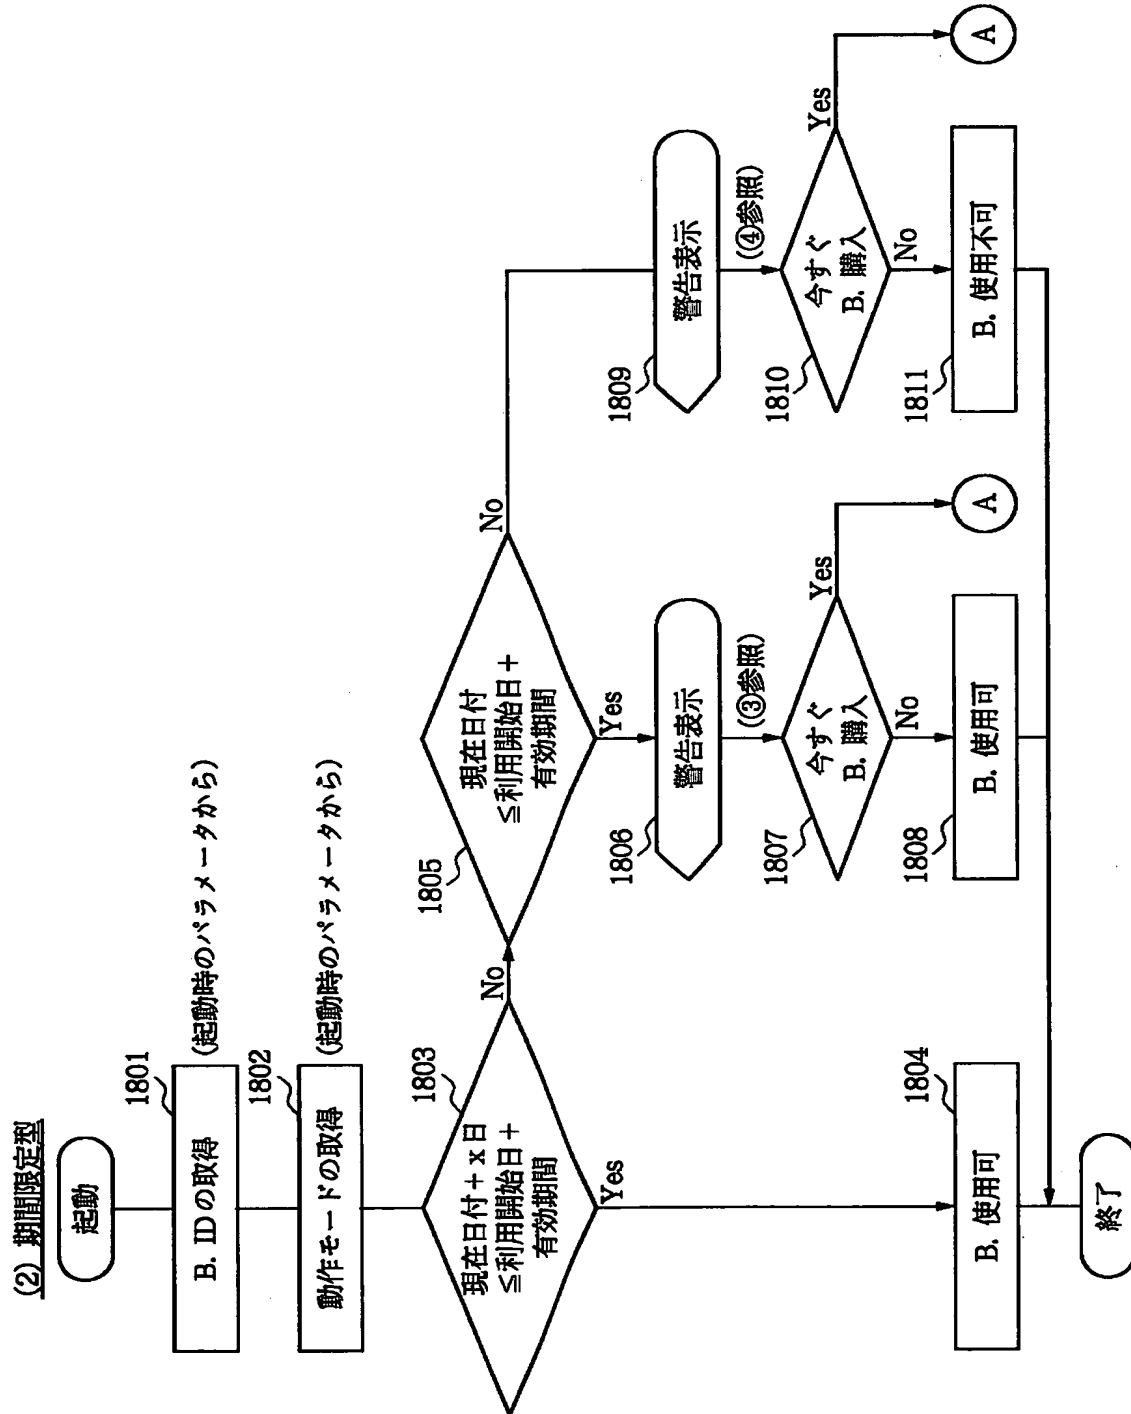 (2) 期間限定型
起動
1801
B. IDの取得
(起動時のパラメータから)
1802
動作モードの取得
(起動時のパラメータから)
1803
現在日付+x日
≦利用開始日+
有効期間
No
Yes
1804
B. 使用可
終了
1805
現在日付
≦利用開始日+
有効期間
No
Yes
1806
警告表示
(③参照)
1807
今すぐ
B. 購入
Yes
No
A
1808
B. 使用可
1809
警告表示
(④参照)
1810
今すぐ
B. 購入
Yes
No
A
1811
B. 使用不可